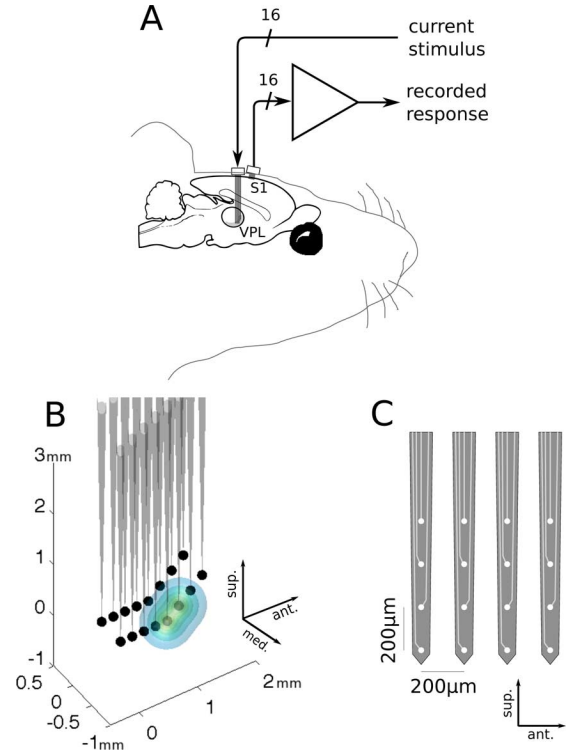 A
16
current
stimulus
16
recorded
response
S1
VPL
B
3mm
2
1
0
-1
0.5
0
-0.5
-1mm
0
1
2mm
sup.
ant.
med.
C
200μm
200μm
sup.
ant.